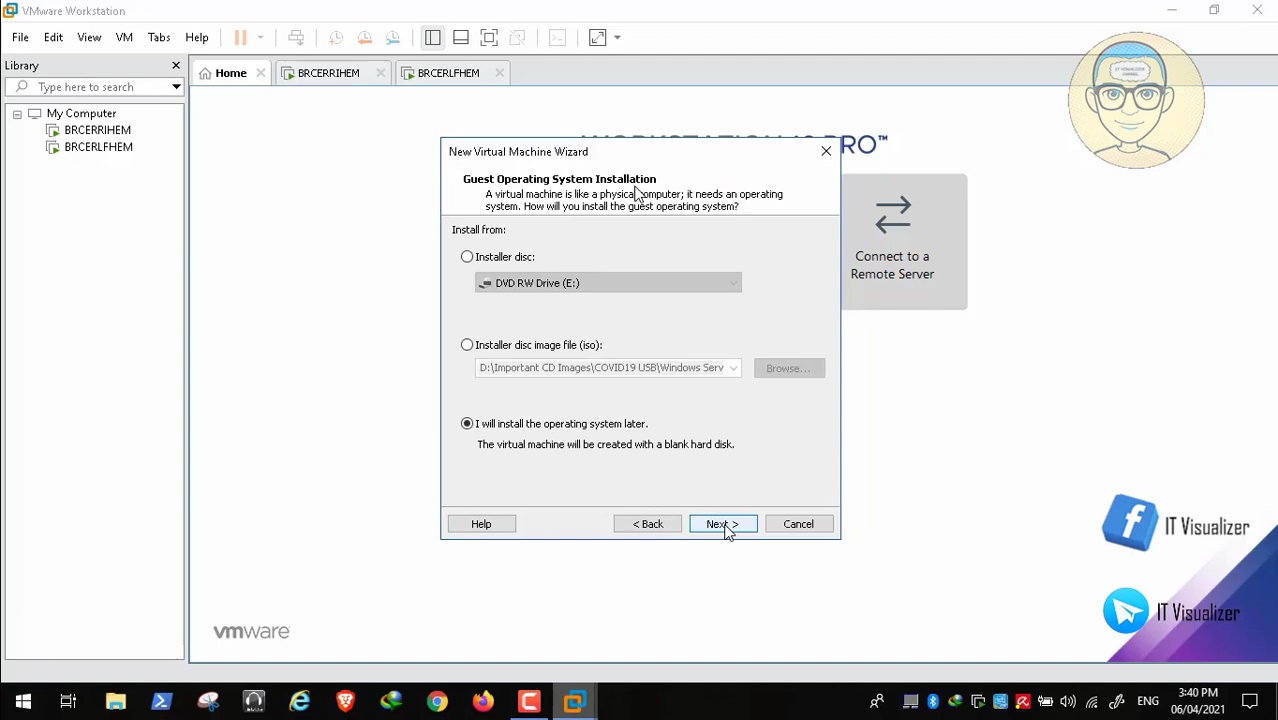 VMware Workstation
File Edit View VM Tabs Help
Library
Type here to search
My Computer
BRCERRIHEM
BRCERLFHEM
Home
BRCERRIHEM
BRCERLFHEM
IT VISUALIZER
CHANNEL
PRO™
New Virtual Machine Wizard
Guest Operating System Installation
A virtual machine is like a physical computer; it needs an operating
system. How will you install the guest operating system?
Install from:
Installer disc:
DVD RW Drive (E:)
Installer disc image file (iso):
D:\Important CD Images\COVID19 USB\Windows Serv
Browse...
I will install the operating system later.
The virtual machine will be created with a blank hard disk.
Help
< Back
Next >
Cancel
Connect to a
Remote Server
IT Visualizer
IT Visualizer
vmware
ENG
3:40 PM
06/04/2021